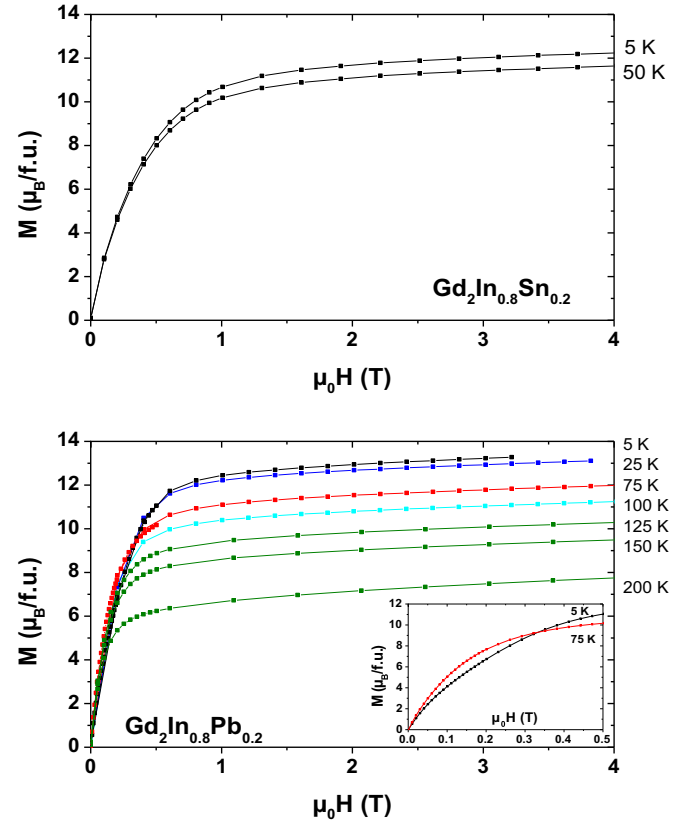 14
12
10
8
6
4
2
0
M (μB/f.u.)
5 K
50 K
Gd2In0.8Sn0.2
0 1 2 3 4
μ0H (T)
14
12
10
8
6
4
2
0
M (μB/f.u.)
5 K
25 K
75 K
100 K
125 K
150 K
200 K
Gd2In0.8Pb0.2
12
10
8
6
4
2
0
M (μB/f.u.)
5 K
75 K
μ0H (T)
0.0 0.1 0.2 0.3 0.4 0.5
0 1 2 3 4
μ0H (T)